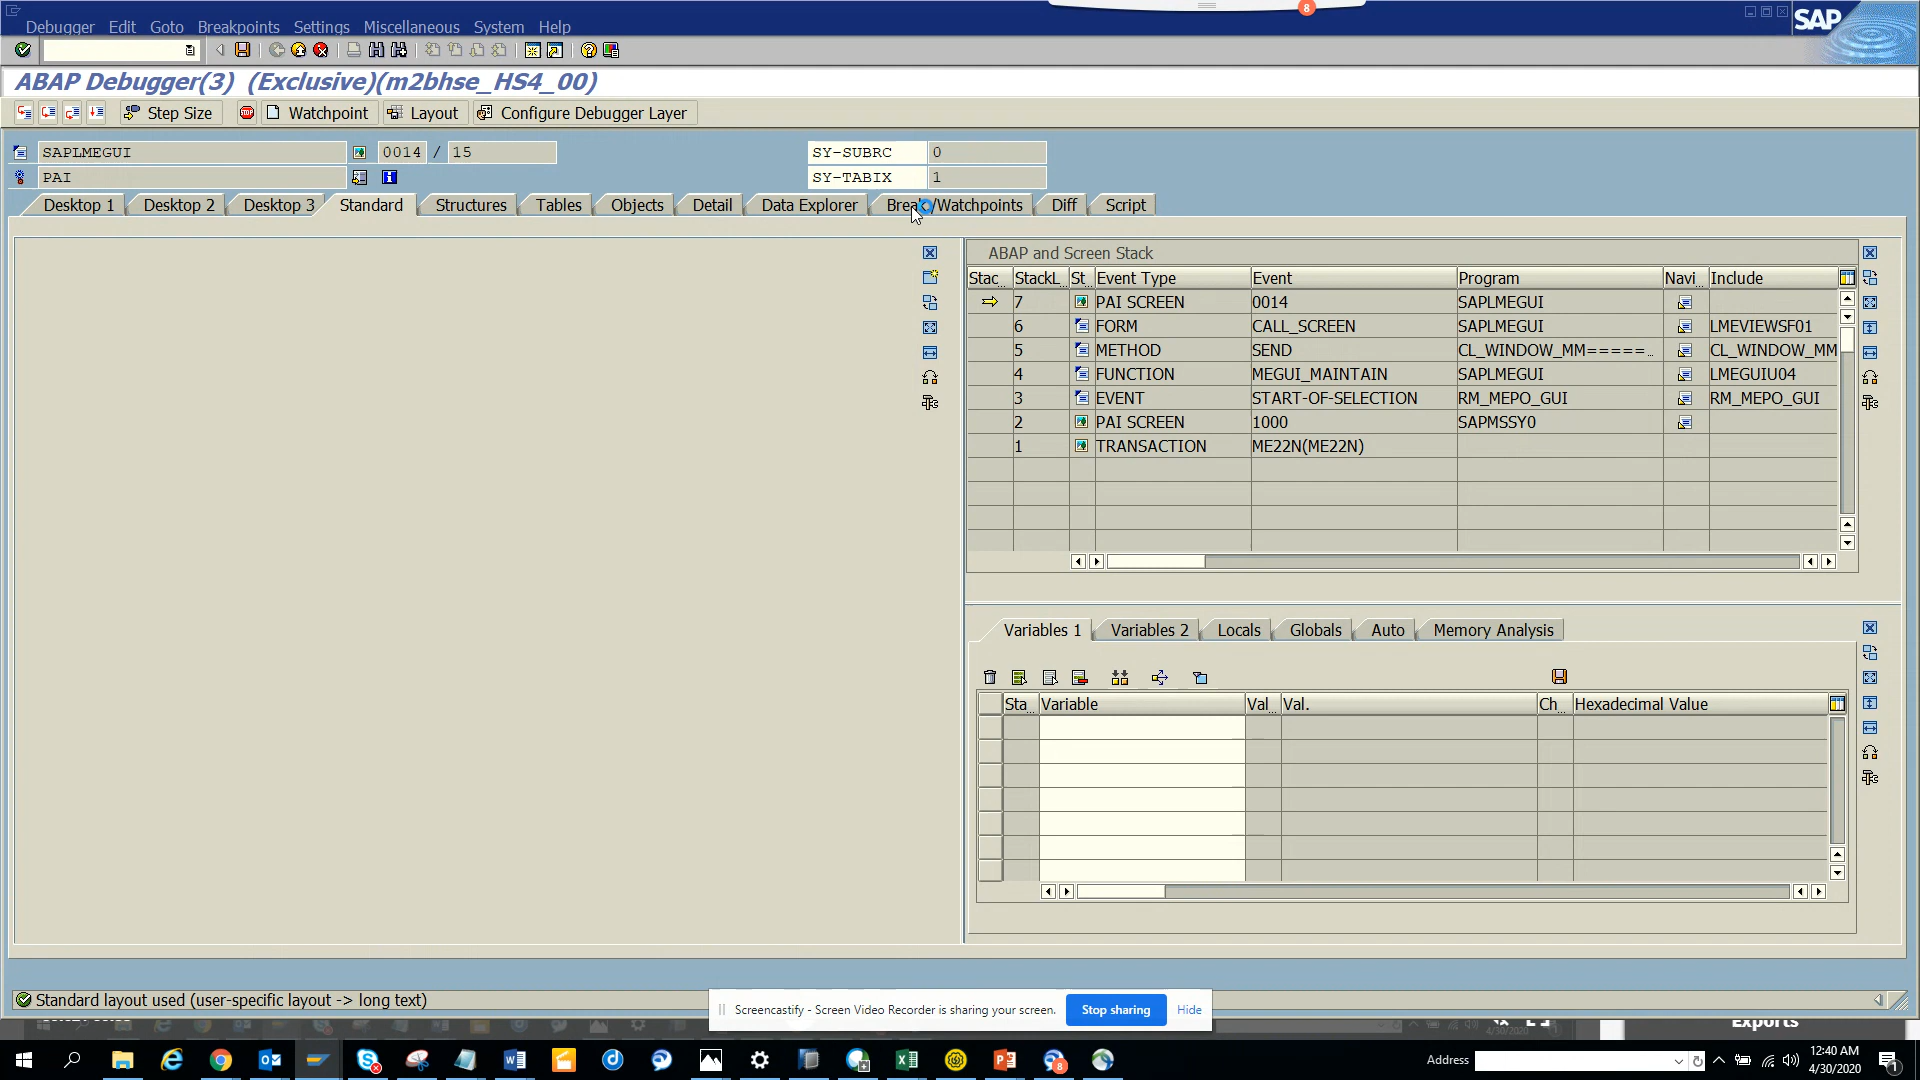 8
Debugger Edit Goto Breakpoints Settings Miscellaneous System Help
SAP
ABAP Debugger(3) (Exclusive)(m2bhse_HS4_00)
Step Size Watchpoint Layout Configure Debugger Layer
SAPLMEGUI 0014 / 15 SY-SUBRC 0
PAI SY-TABIX 1
Desktop 1 Desktop 2 Desktop 3 Standard Structures Tables Objects Detail Data Explorer Break/Watchpoints Diff Script
ABAP and Screen Stack
Stac... StackL... St... Event Type Event Program Navi... Include
7 PAI SCREEN 0014 SAPLMEGUI
6 FORM CALL_SCREEN SAPLMEGUI LMEVIEWSF01
5 METHOD SEND CL_WINDOW_MM=====... CL_WINDOW_MM
4 FUNCTION MEGUI_MAINTAIN SAPLMEGUI LMEGUIU04
3 EVENT START-OF-SELECTION RM_MEPO_GUI RM_MEPO_GUI
2 PAI SCREEN 1000 SAPMSSY0
1 TRANSACTION ME22N(ME22N)
Variables 1 Variables 2 Locals Globals Auto Memory Analysis
Sta... Variable Val... Val. Ch... Hexadecimal Value
Standard layout used (user-specific layout -> long text)
Screencastify - Screen Video Recorder is sharing your screen. Stop sharing Hide
Exports
Address
12:40 AM
4/30/2020
8
1